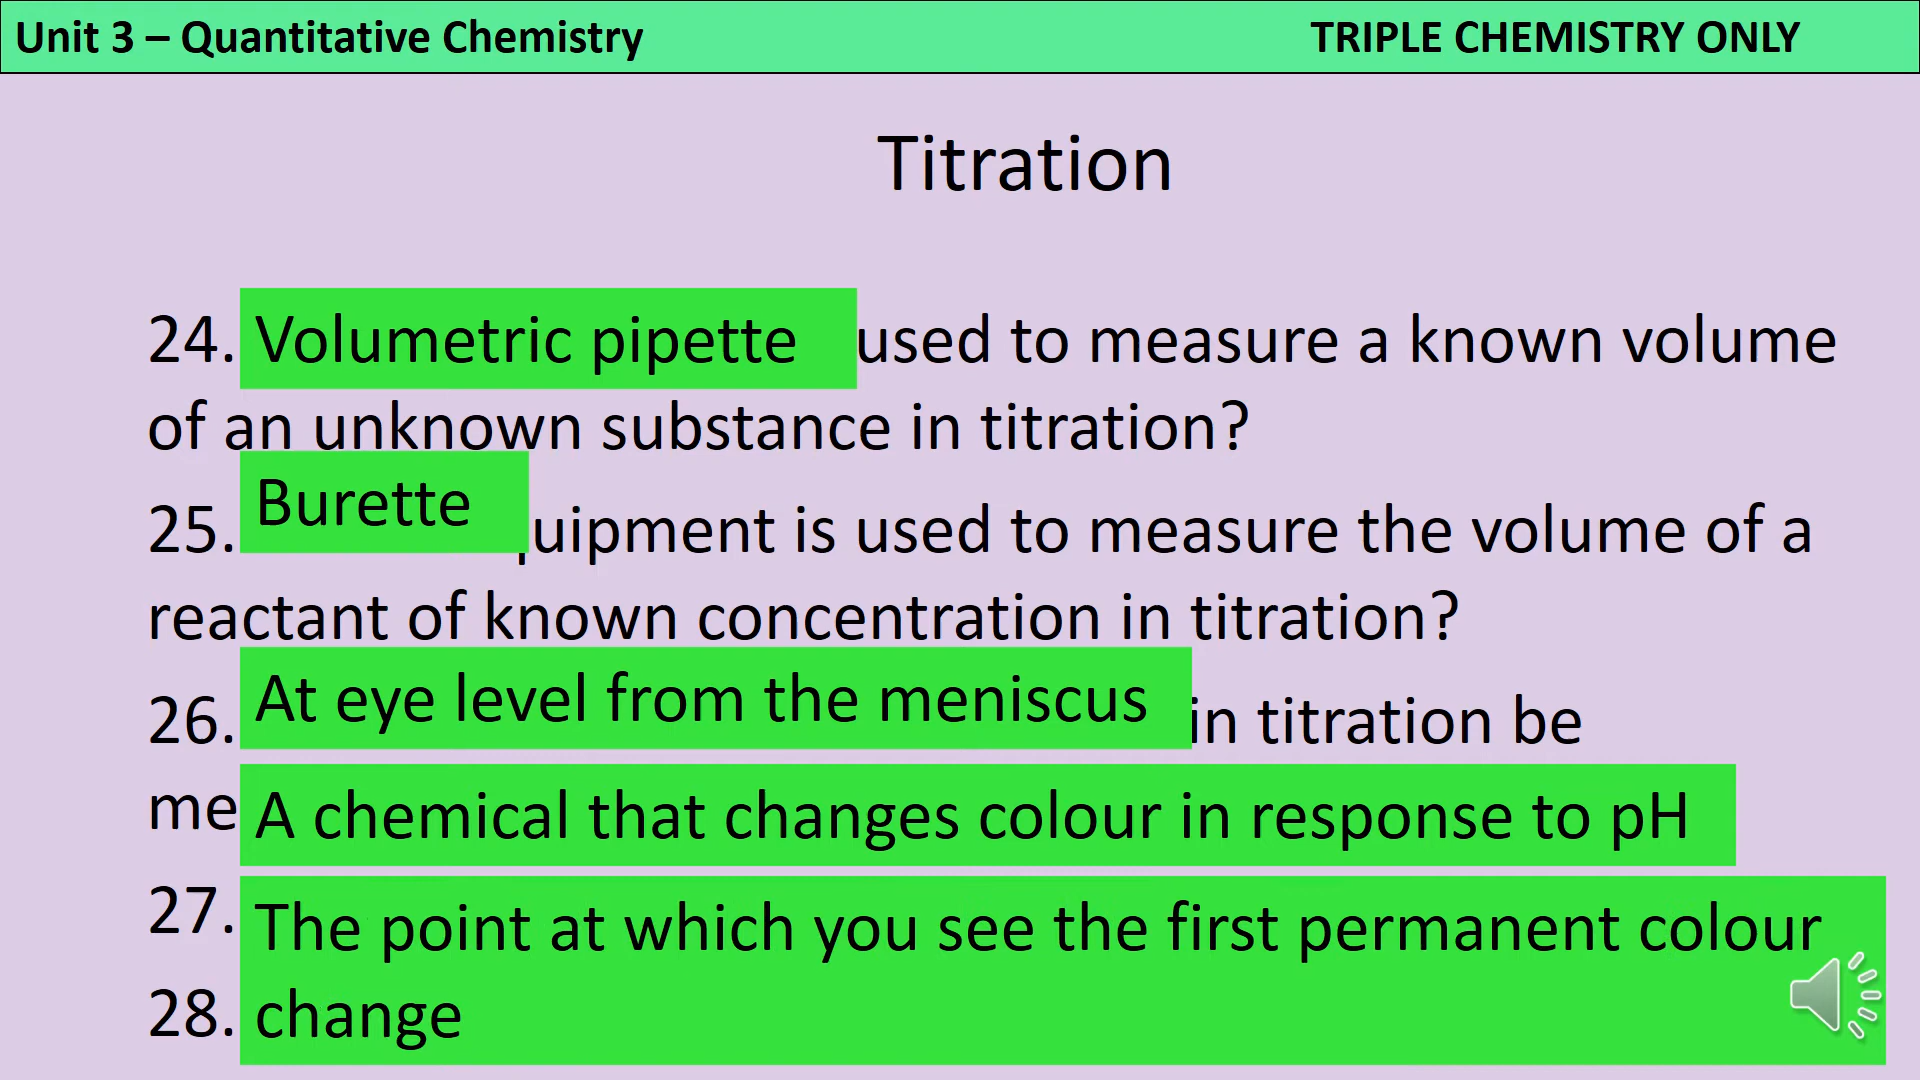 Unit 3 – Quantitative Chemistry TRIPLE CHEMISTRY ONLY
Titration
24. Volumetric pipette used to measure a known volume
of an unknown substance in titration?
Burette
25. uipment is used to measure the volume of a
reactant of known concentration in titration?
At eye level from the meniscus
26. in titration be
me A chemical that changes colour in response to pH
27. The point at which you see the first permanent colour
28. change